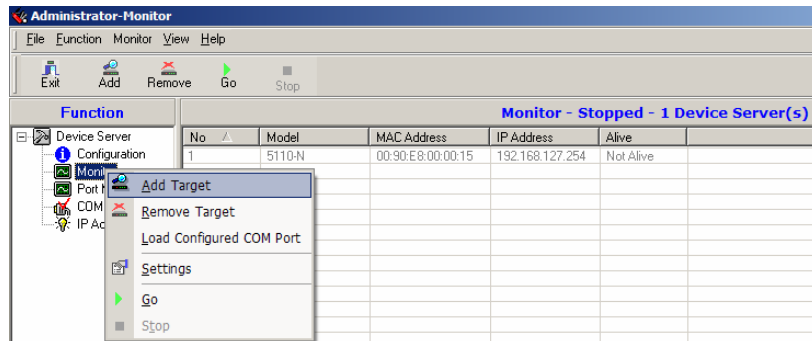 Administrator-Monitor
File Function Monitor View Help
Exit Add Remove Go Stop
Function Monitor - Stopped - 1 Device Server(s)
Device Server No Model MAC Address IP Address Alive
Configuration 1 5110-N 00:90:E8:00:00:15 192.168.127.254 Not Alive
Monit
Port M
COM
IP Ad
Add Target
Remove Target
Load Configured COM Port
Settings
Go
Stop